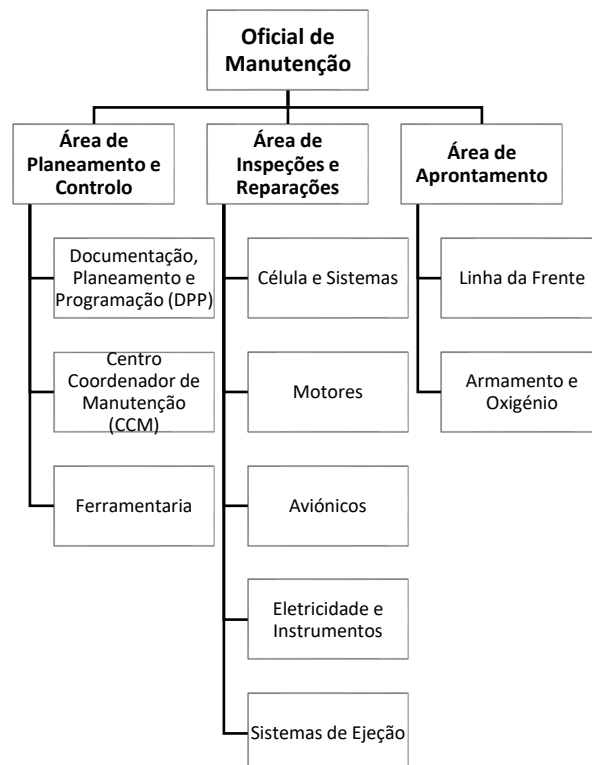 Oficial de
Manutenção
Área de
Planeamento e
Controlo
Área de
Inspeções e
Reparações
Área de
Aprontamento
Documentação,
Planeamento e
Programação (DPP)
Célula e Sistemas
Linha da Frente
Centro
Coordenador de
Manutenção
(CCM)
Motores
Armamento e
Oxigénio
Ferramentaria
Aviónicos
Eletricidade e
Instrumentos
Sistemas de Ejeção